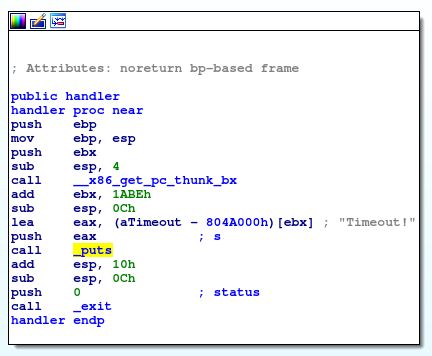 ; Attributes: noreturn bp-based frame
public handler
handler proc near
push ebp
mov ebp, esp
push ebx
sub esp, 4
call __x86_get_pc_thunk_bx
add ebx, 1ABEh
sub esp, 0Ch
lea eax, (aTimeout - 804A000h)[ebx] ; "Timeout!"
push eax ; s
call _puts
add esp, 10h
sub esp, 0Ch
push 0 ; status
call _exit
handler endp